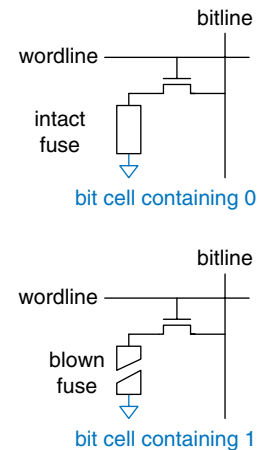 bitline
wordline
intact
fuse
bit cell containing 0
bitline
wordline
blown
fuse
bit cell containing 1